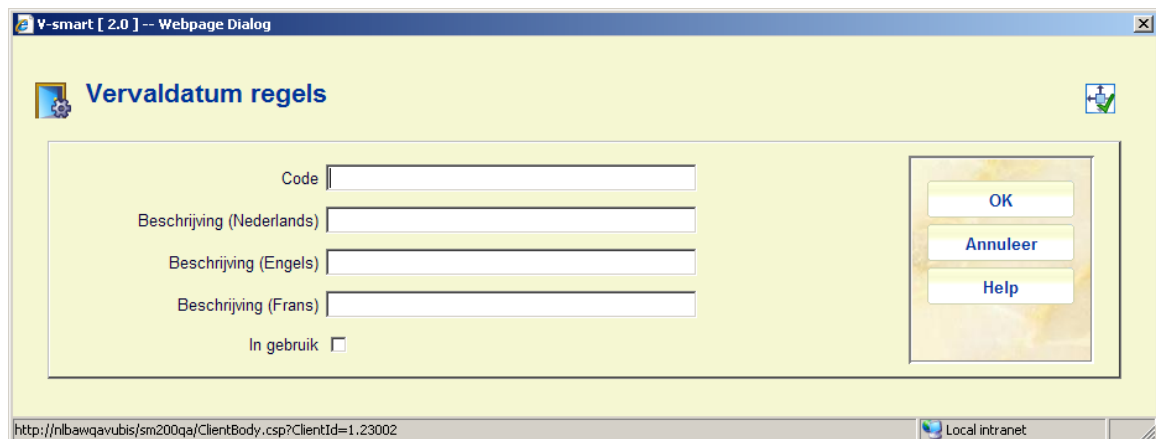 V-smart [ 2.0 ] -- Webpage Dialog
Vervaldatum regels
Code
Beschrijving (Nederlands)
Beschrijving (Engels)
Beschrijving (Frans)
In gebruik
OK
Annuleer
Help
http://nlbawqavubis/sm200qa/ClientBody.csp?ClientId=1.23002
Local intranet